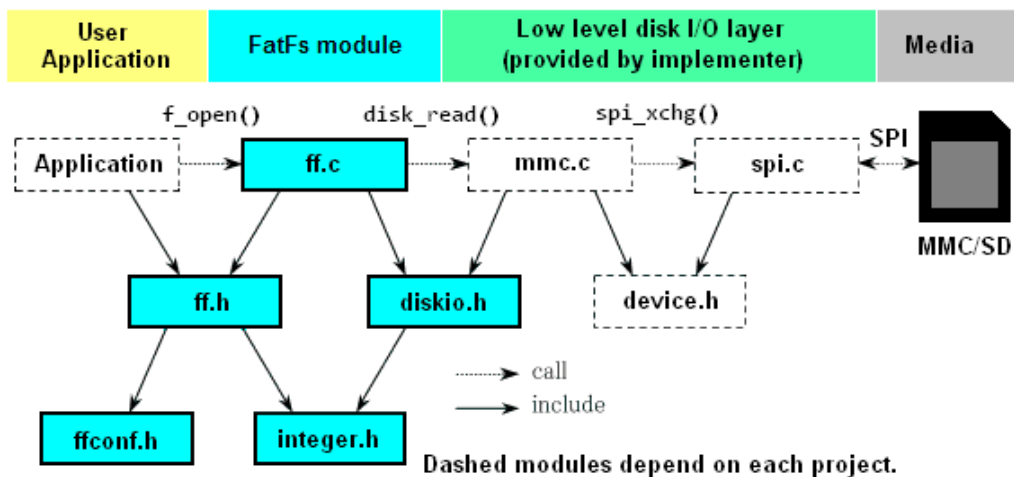 User
Application
FatFs module
Low level disk I/O layer
(provided by implementer)
Media
f_open()
disk_read()
spi_xchg()
Application
ff.c
mmc.c
spi.c
SPI
MMC/SD
ff.h
diskio.h
device.h
call
include
ffconf.h
integer.h
Dashed modules depend on each project.